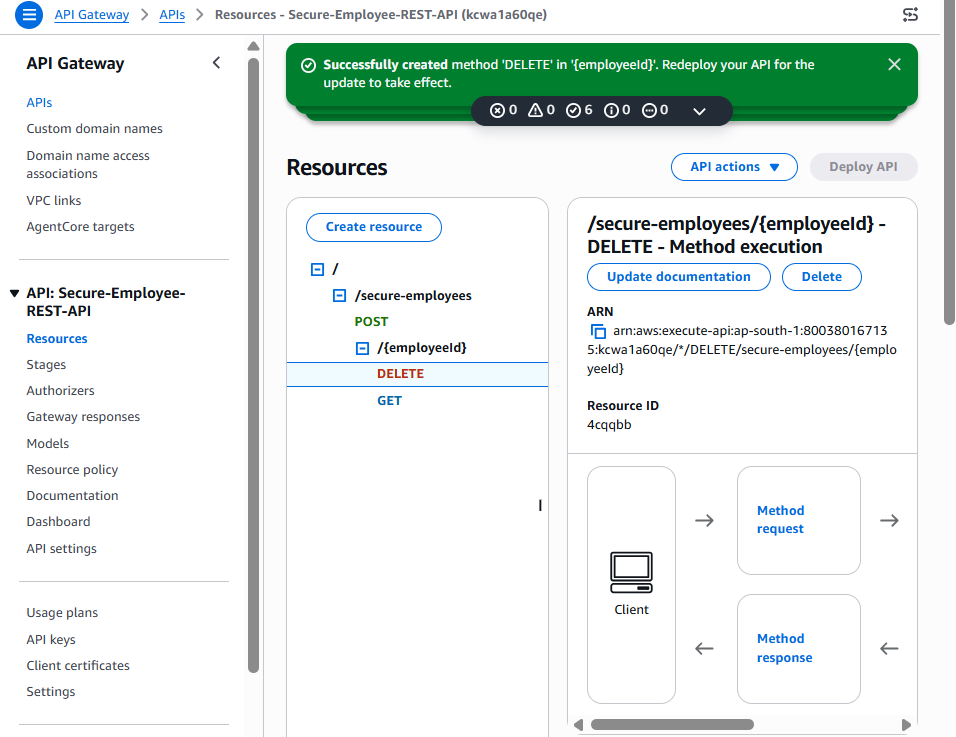 API Gateway > APIs > Resources - Secure-Employee-REST-API (kcwa1a60qe)
API Gateway
APIs
Custom domain names
Domain name access
associations
VPC links
AgentCore targets
API: Secure-Employee-
REST-API
Resources
Stages
Authorizers
Gateway responses
Models
Resource policy
Documentation
Dashboard
API settings
Usage plans
API keys
Client certificates
Settings
Successfully created method 'DELETE' in '{employeeId}'. Redeploy your API for the
update to take effect.
0 0 6 0 0
Resources
API actions
Deploy API
Create resource
/
/secure-employees
POST
/{employeeId}
DELETE
GET
/secure-employees/{employeeId} -
DELETE - Method execution
Update documentation
Delete
ARN
arn:aws:execute-api:ap-south-1:80038016713
5:kcwa1a60qe/*/DELETE/secure-employees/{emplo
yeeId}
Resource ID
4cqqbb
Client
Method
request
Method
response